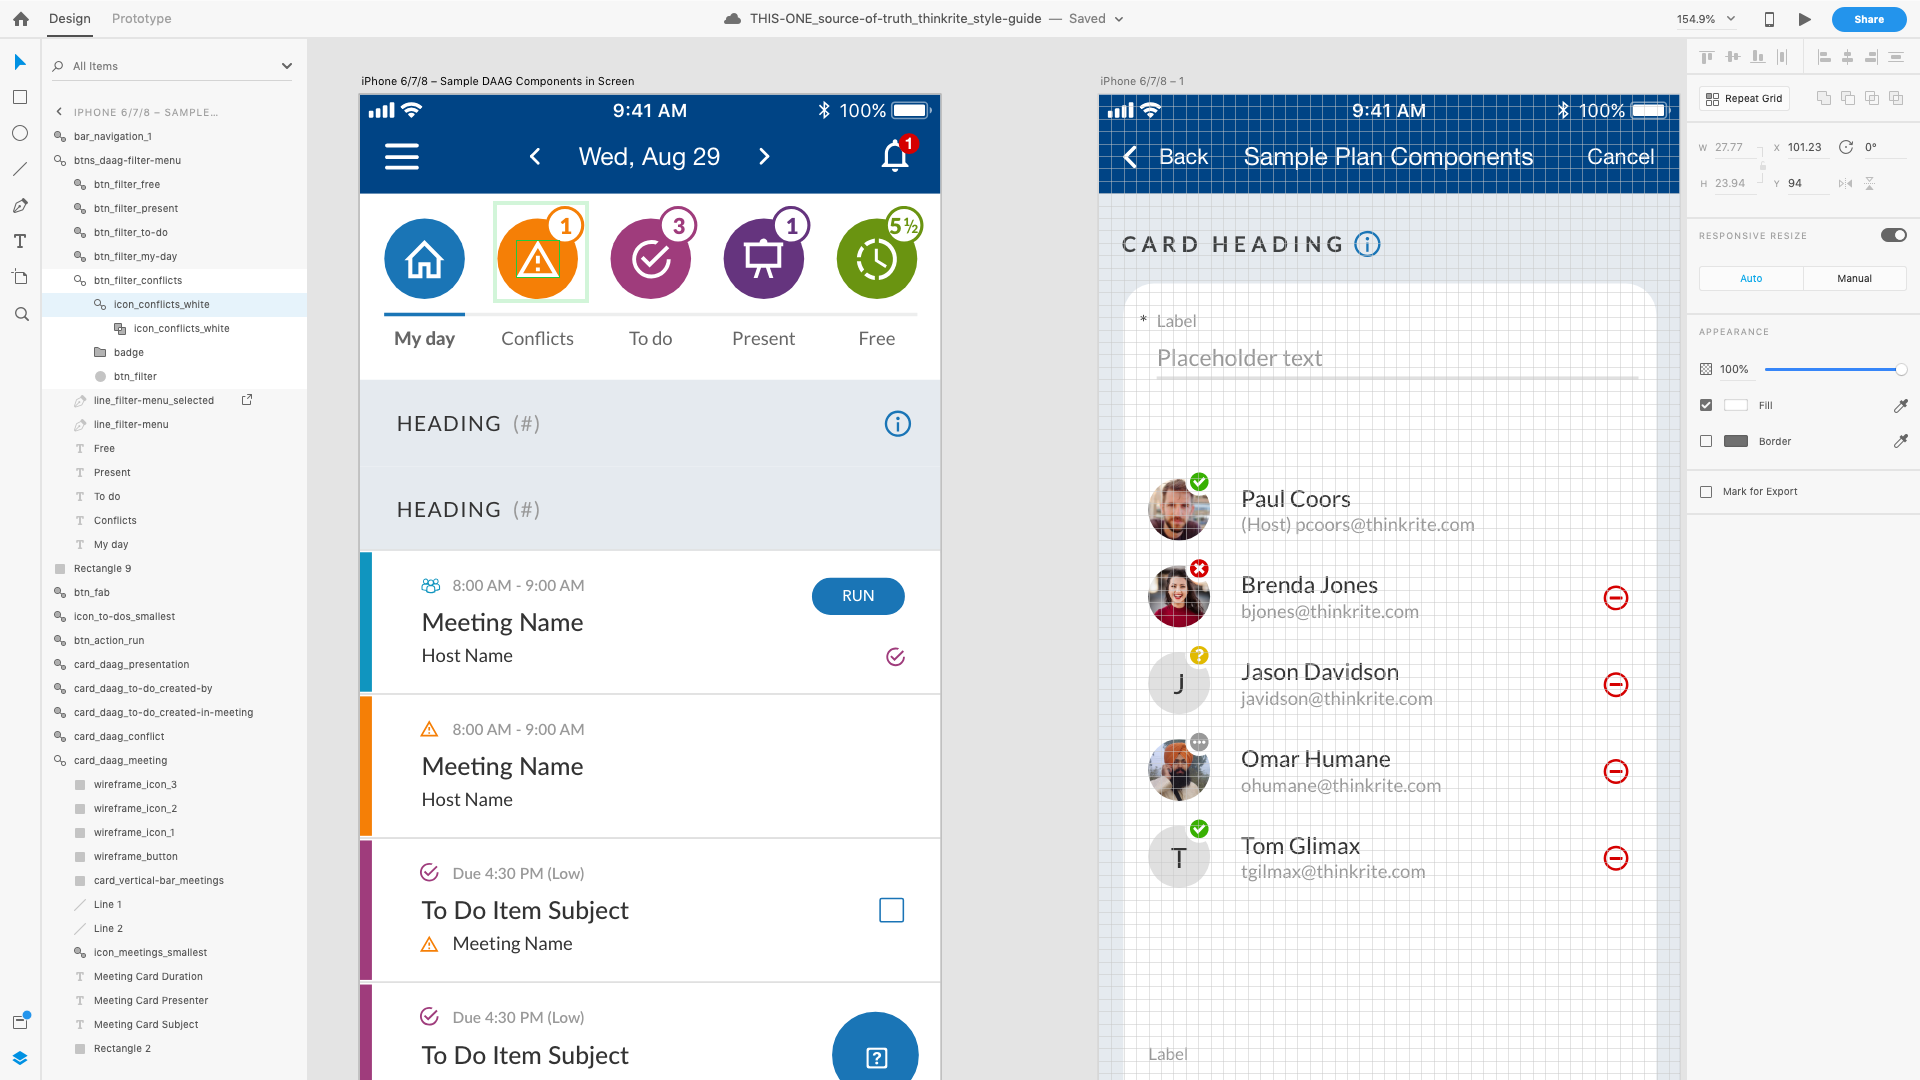 Design
Prototype
THIS-ONE_source-of-truth_thinkrite_style-guide — Saved
154.9%
Share
All Items
IPHONE 6/7/8 – SAMPLE...
bar_navigation_1
btns_daag-filter-menu
btn_filter_free
btn_filter_present
btn_filter_to-do
btn_filter_my-day
btn_filter_conflicts
icon_conflicts_white
icon_conflicts_white
badge
btn_filter
line_filter-menu_selected
line_filter-menu
Free
Present
To do
Conflicts
My day
Rectangle 9
btn_fab
icon_to-dos_smallest
btn_action_run
card_daag_presentation
card_daag_to-do_created-by
card_daag_to-do_created-in-meeting
card_daag_conflict
card_daag_meeting
wireframe_icon_3
wireframe_icon_2
wireframe_icon_1
wireframe_button
card_vertical-bar_meetings
Line 1
Line 2
icon_meetings_smallest
Meeting Card Duration
Meeting Card Presenter
Meeting Card Subject
Rectangle 2
iPhone 6/7/8 – Sample DAAG Components in Screen
9:41 AM
100%
Wed, Aug 29
1
1
3
1
5½
My day
Conflicts
To do
Present
Free
HEADING (#)
HEADING (#)
8:00 AM - 9:00 AM
RUN
Meeting Name
Host Name
8:00 AM - 9:00 AM
Meeting Name
Host Name
Due 4:30 PM (Low)
To Do Item Subject
Meeting Name
Due 4:30 PM (Low)
To Do Item Subject
?
iPhone 6/7/8 – 1
9:41 AM
100%
Back
Sample Plan Components
Cancel
CARD HEADING
* Label
Placeholder text
Paul Coors
(Host) pcoors@thinkrite.com
Brenda Jones
bjones@thinkrite.com
?
J
Jason Davidson
javidson@thinkrite.com
Omar Humane
ohumane@thinkrite.com
T
Tom Glimax
tgilmax@thinkrite.com
Label
Repeat Grid
W 27.77
X 101.23
0°
H 23.94
Y 94
RESPONSIVE RESIZE
Auto
Manual
APPEARANCE
100%
Fill
Border
Mark for Export